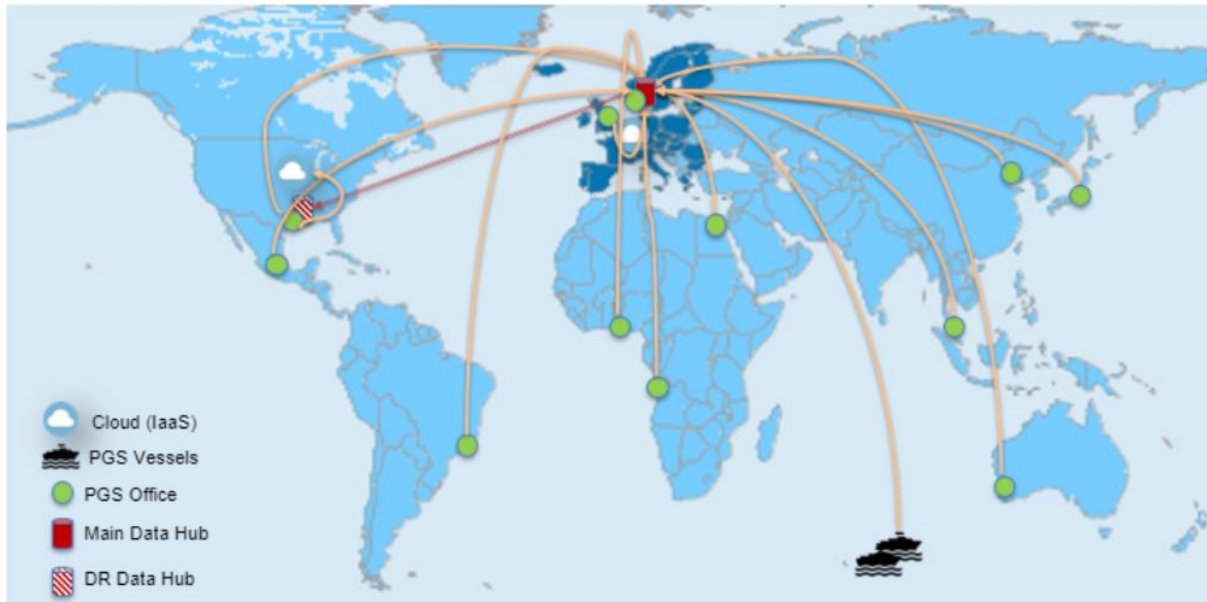 Cloud (IaaS)
PGS Vessels
PGS Office
Main Data Hub
DR Data Hub